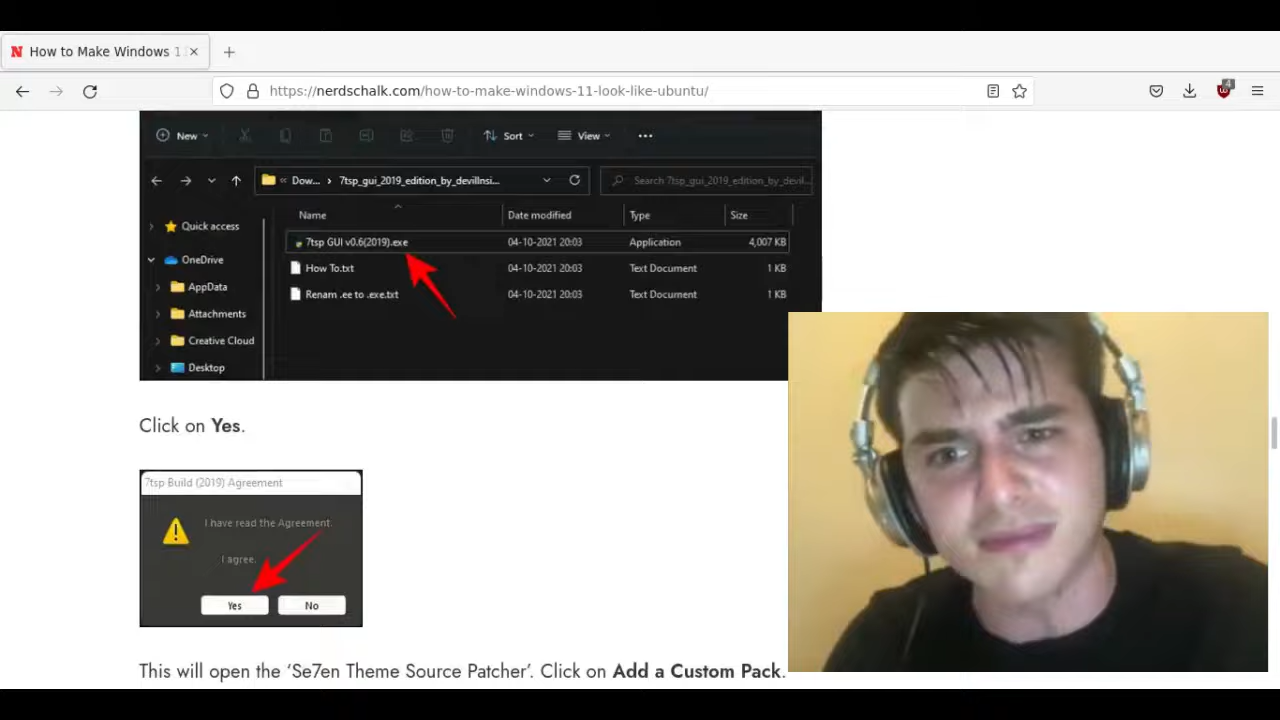 N How to Make Windows 1
https://nerdschalk.com/how-to-make-windows-11-look-like-ubuntu/
4
New
Sort
View
Dow... › 7tsp_gui_2019_edition_by_devillnsi...
Search 7tsp_gui_2019_edition_by_devil...
Name Date modified Type Size
Quick access
7tsp GUI v0.6(2019).exe 04-10-2021 20:03 Application 4,007 KB
OneDrive
How To.txt 04-10-2021 20:03 Text Document 1 KB
AppData
Renam .ee to .exe.txt 04-10-2021 20:03 Text Document 1 KB
Attachments
Creative Cloud
Desktop
Click on Yes.
7tsp Build (2019) Agreement
I have read the Agreement.
I agree.
Yes No
This will open the ‘Se7en Theme Source Patcher’. Click on Add a Custom Pack.